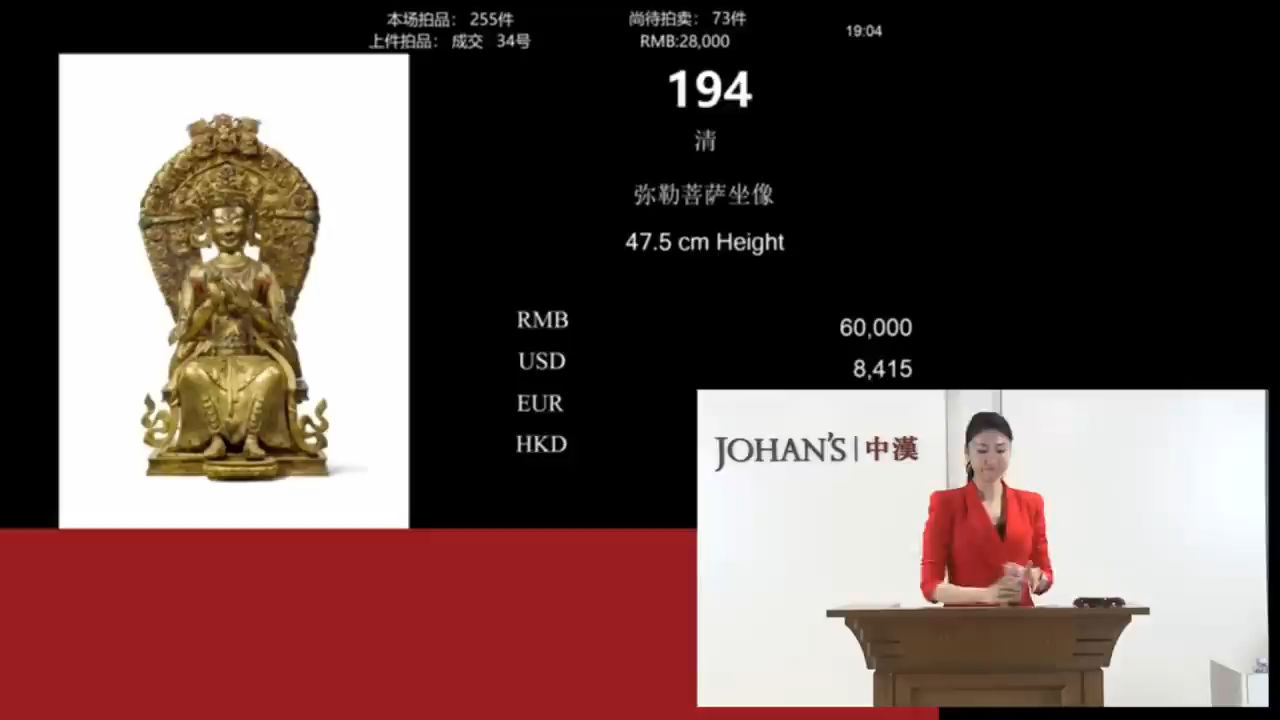 本场拍品： 255件
尚待拍卖： 73件
19:04
上件拍品： 成交 34号
RMB:28,000
194
清
弥勒菩萨坐像
47.5 cm Height
RMB 60,000
USD 8,415
EUR
HKD
JOHAN'S | 中漢